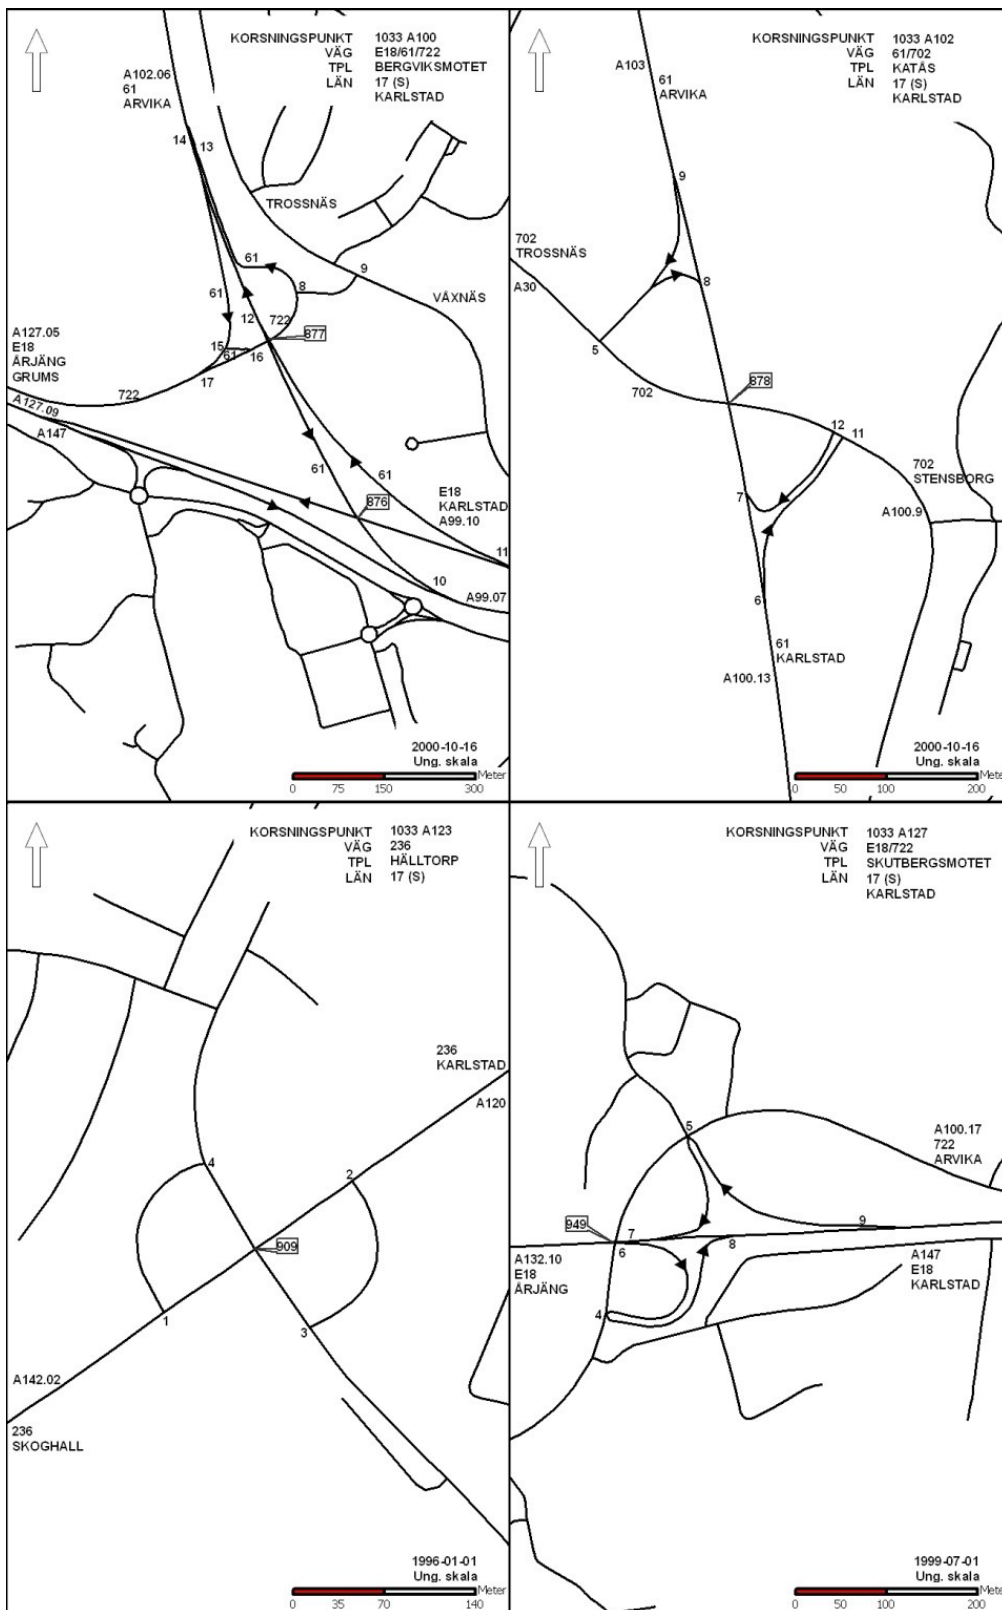 KORSNINGSPUNKT 1033 A100
VÄG E18/61/722
TPL BERGVIKSMOTET
LÄN 17 (S)
KARLSTAD
A102.06
61
ARVIKA
14 13
TROSSNÄS
61
9
8
61
VÄXNÄS
12 722
877
A127.05
E18
ÅRJÄNG
GRUMS
15
61 16
17
722
A127.09
A147
61
61
876
E18
KARLSTAD
A99.10
11
10
A99.07
2000-10-16
Ung. skala
Meter
0 75 150 300
KORSNINGSPUNKT 1033 A102
VÄG 61/702
TPL KATÅS
LÄN 17 (S)
KARLSTAD
A103
61
ARVIKA
9
702
TROSSNÄS
A30
8
5
878
702
12 11
702
STENSBORG
7
A100.9
6
61
KARLSTAD
A100.13
2000-10-16
Ung. skala
Meter
0 50 100 200
KORSNINGSPUNKT 1033 A123
VÄG 236
TPL HÄLLTORP
LÄN 17 (S)
236
KARLSTAD
A120
4
2
909
1
3
A142.02
236
SKOGHALL
1996-01-01
Ung. skala
Meter
0 35 70 140
KORSNINGSPUNKT 1033 A127
VÄG E18/722
TPL SKUTBERGSMOTET
LÄN 17 (S)
KARLSTAD
5
A100.17
722
ARVIKA
949
7
9
6
8
A132.10
E18
ÅRJÄNG
A147
E18
KARLSTAD
4
1999-07-01
Ung. skala
Meter
0 50 100 200